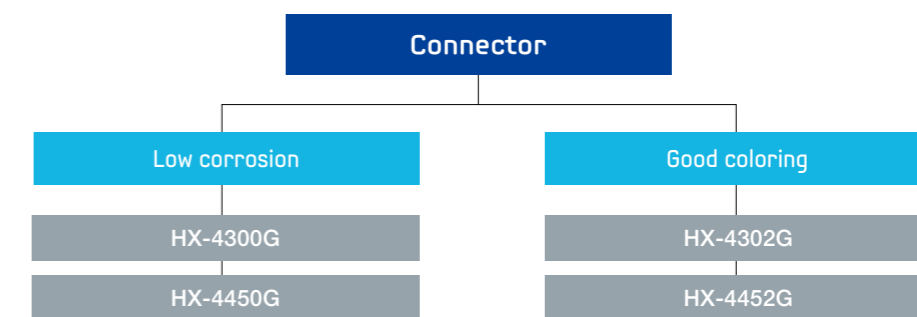 Connector
Low corrosion
Good coloring
HX-4300G
HX-4302G
HX-4450G
HX-4452G